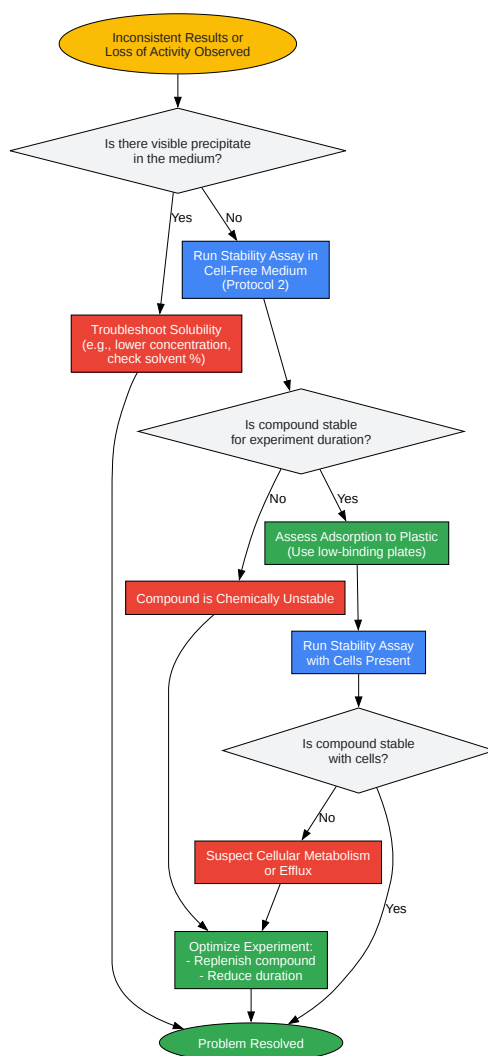 Inconsistent Results or
Loss of Activity Observed
Is there visible precipitate
in the medium?
Yes
No
Run Stability Assay in
Cell-Free Medium
(Protocol 2)
Troubleshoot Solubility
(e.g., lower concentration,
check solvent %)
Is compound stable
for experiment duration?
No
Yes
Assess Adsorption to Plastic
(Use low-binding plates)
Compound is Chemically Unstable
Run Stability Assay
with Cells Present
Is compound stable
with cells?
No
Suspect Cellular Metabolism
or Efflux
Yes
Optimize Experiment:
- Replenish compound
- Reduce duration
Problem Resolved